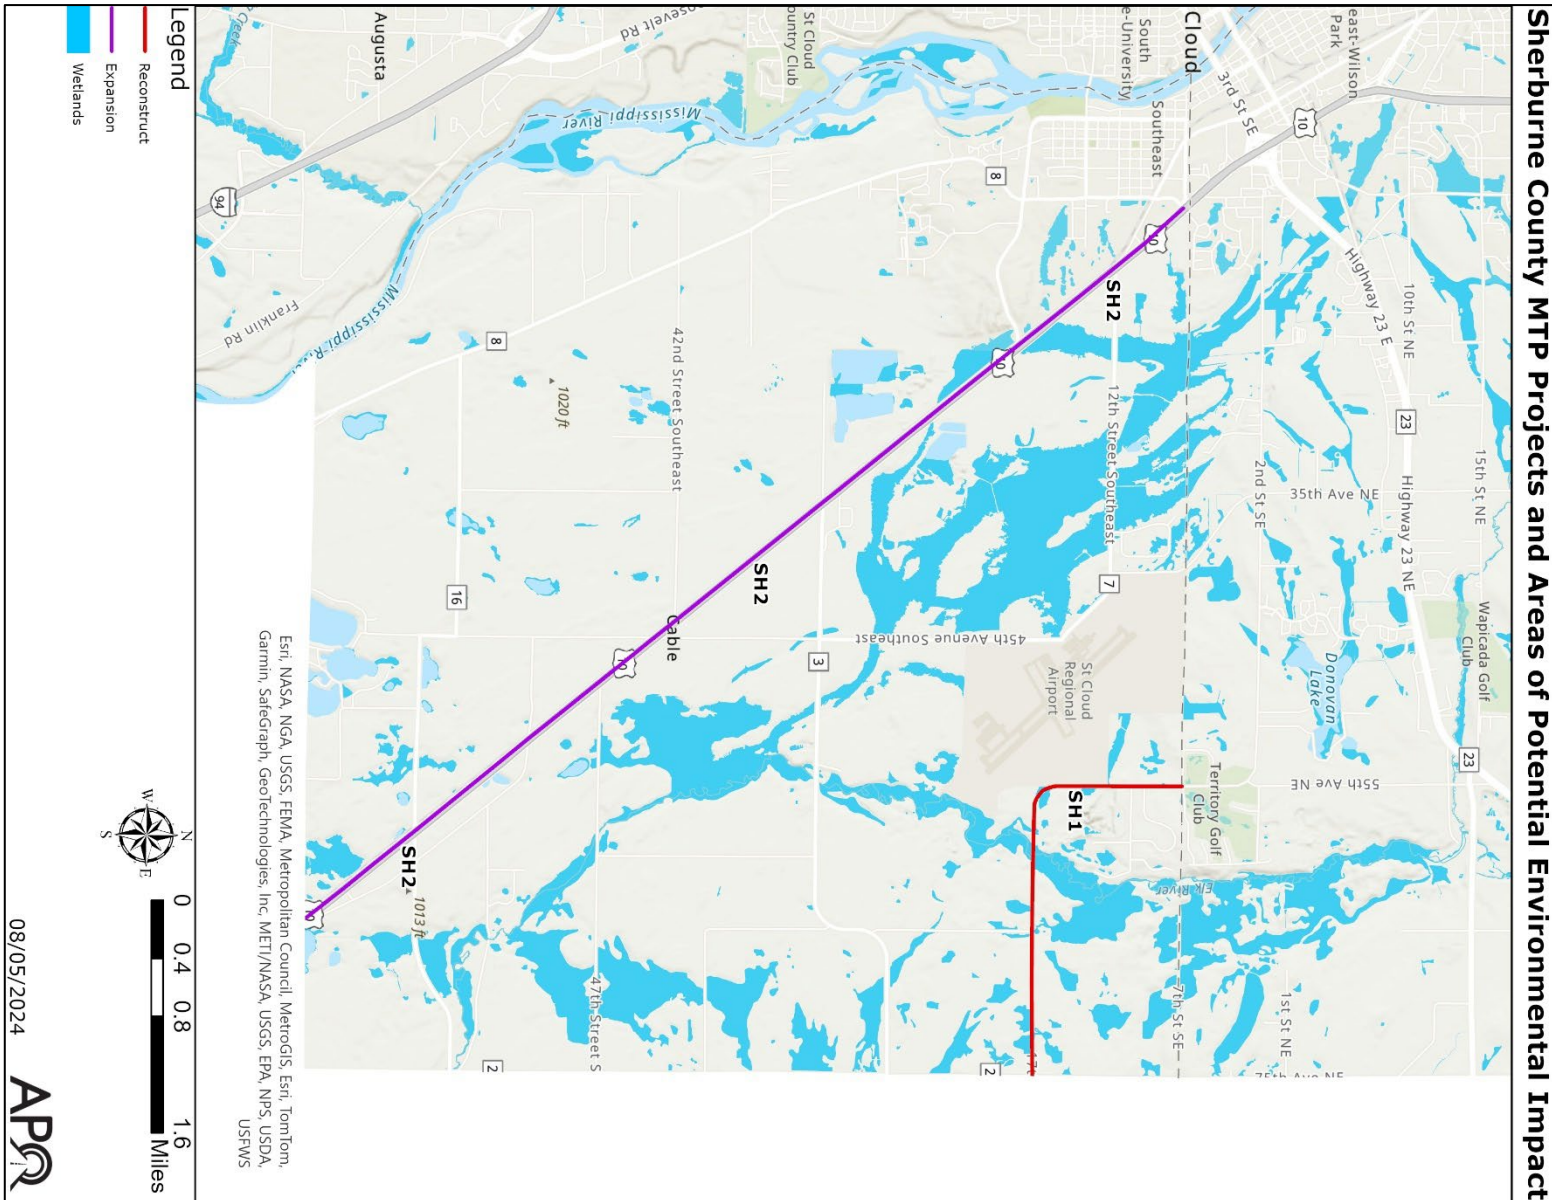 Sherburne County MTP Projects and Areas of Potential Environmental Impact
Cloud
east-Wilson
Park
10
3rd St SE
South
e-University
Southeast
St Cloud
ountry Club
osevelt Rd
Augusta
Creek
94
Mississippi River
Franklin Rd
8
8
SH2
10
10
Highway 23 E
10th St NE
23
Highway 23 NE
15th St NE
35th Ave NE
2nd St SE
12th Street Southeast
7
42nd Street Southeast
1020 ft
16
SH2
Cable
10
3
45th Avenue Southeast
St Cloud
Regional
Airport
Donovan
Lake
Wapicada Golf
Club
23
55th Ave NE
Territory Golf
Club
SH1
Elk River
7th St SE
1st St NE
75th Ave NE
17t
2
47th Street S
2
SH2
1013 ft
10
Mississippi R
Esri, NASA, NGA, USGS, FEMA, Metropolitan Council, MetroGIS, Esri, TomTom,
Garmin, SafeGraph, GeoTechnologies, Inc, METI/NASA, USGS, EPA, NPS, USDA,
USFWS
Legend
Reconstruct
Expansion
Wetlands
N
W
E
S
0 0.4 0.8 1.6
Miles
08/05/2024
APO